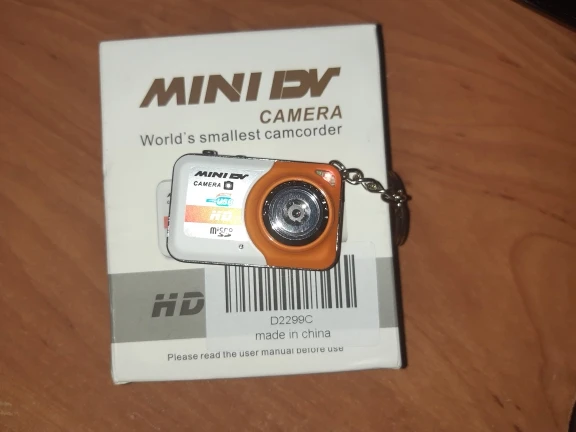 MINI DV
CAMERA
World's smallest camcorder
MINI DV
CAMERA
HD
HD
D2299C
made in china
Please read the user manual before use